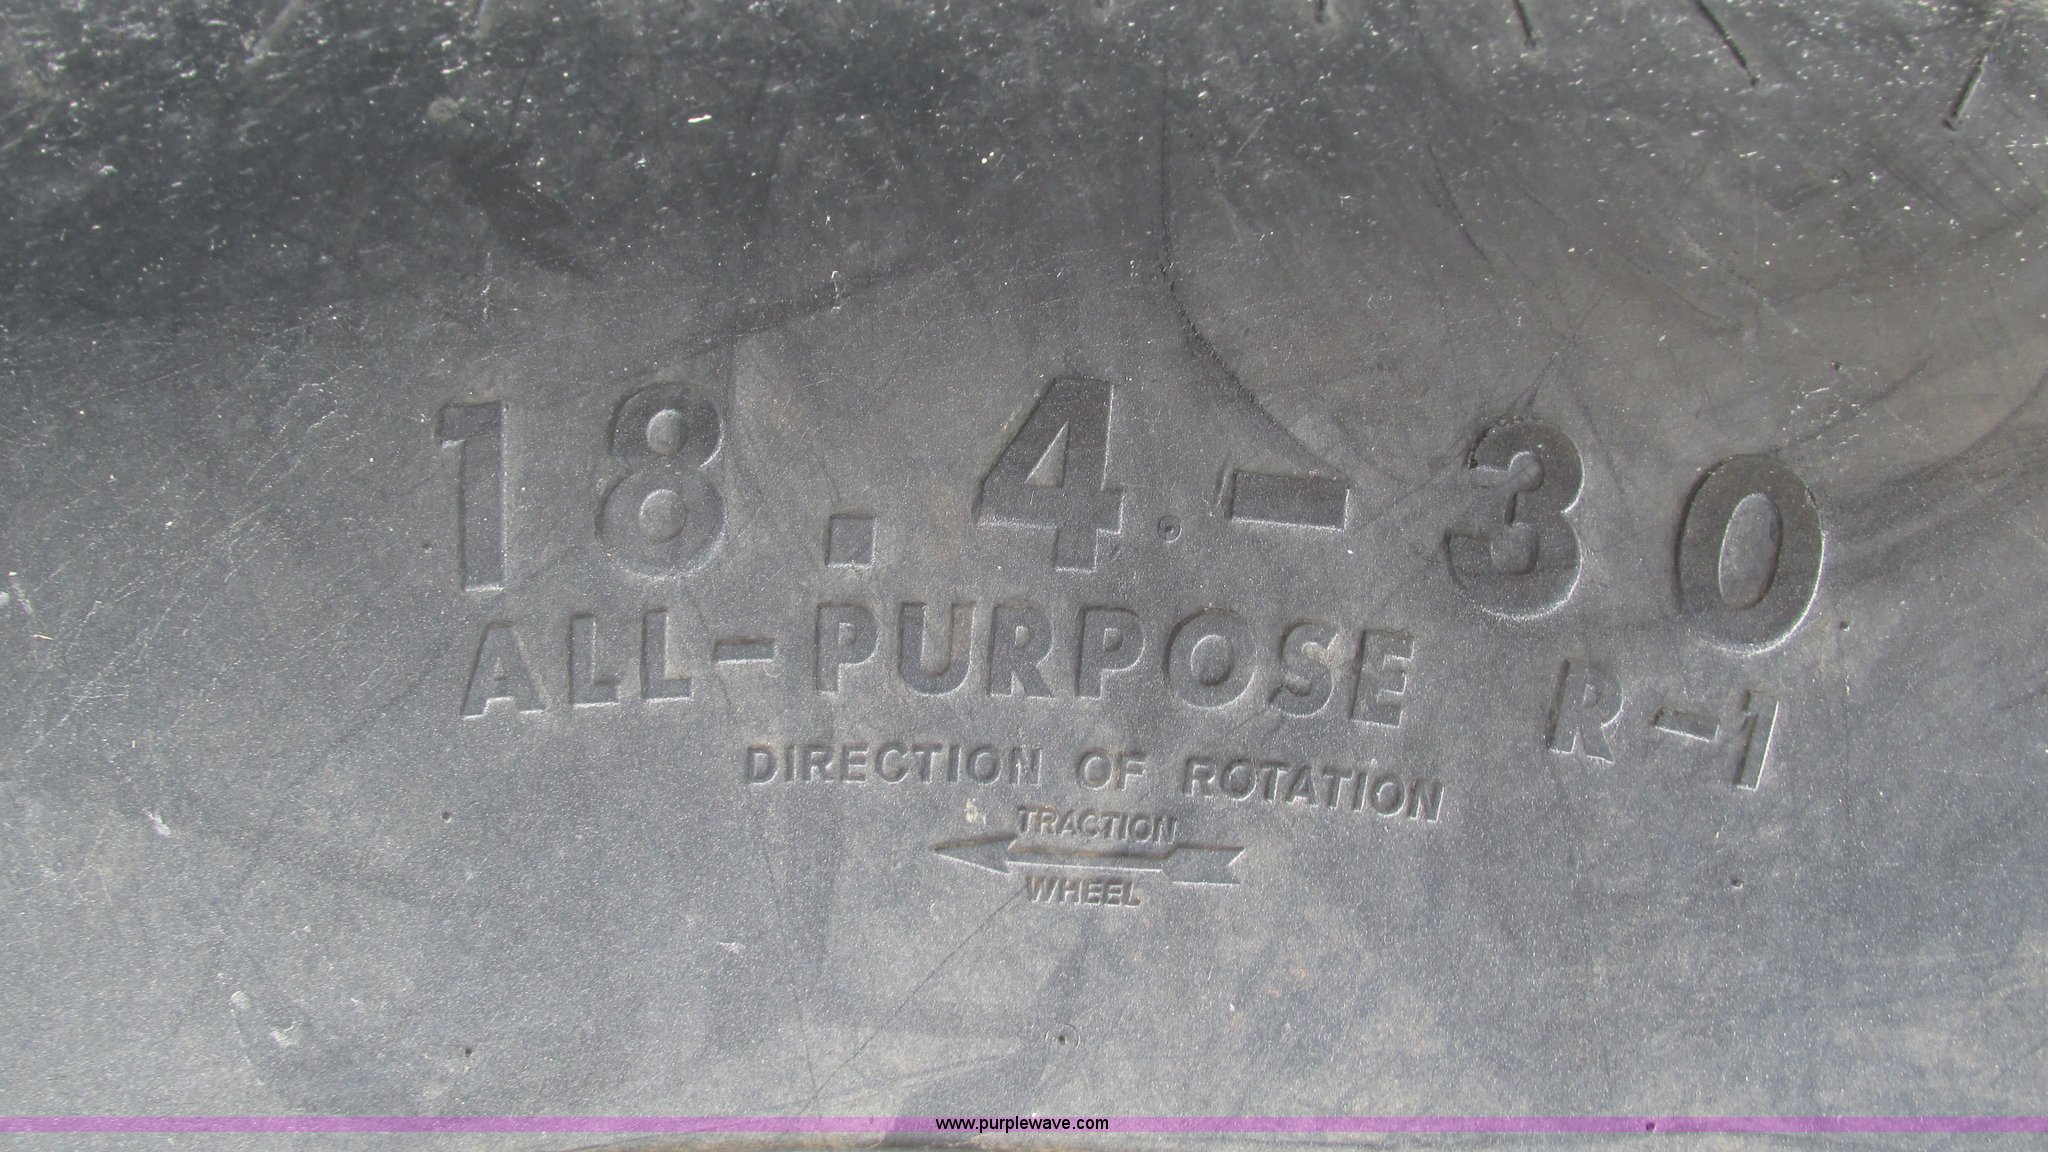 18.4-30
ALL-PURPOSE R-1
DIRECTION OF ROTATION
TRACTION
WHEEL
www.purplewave.com